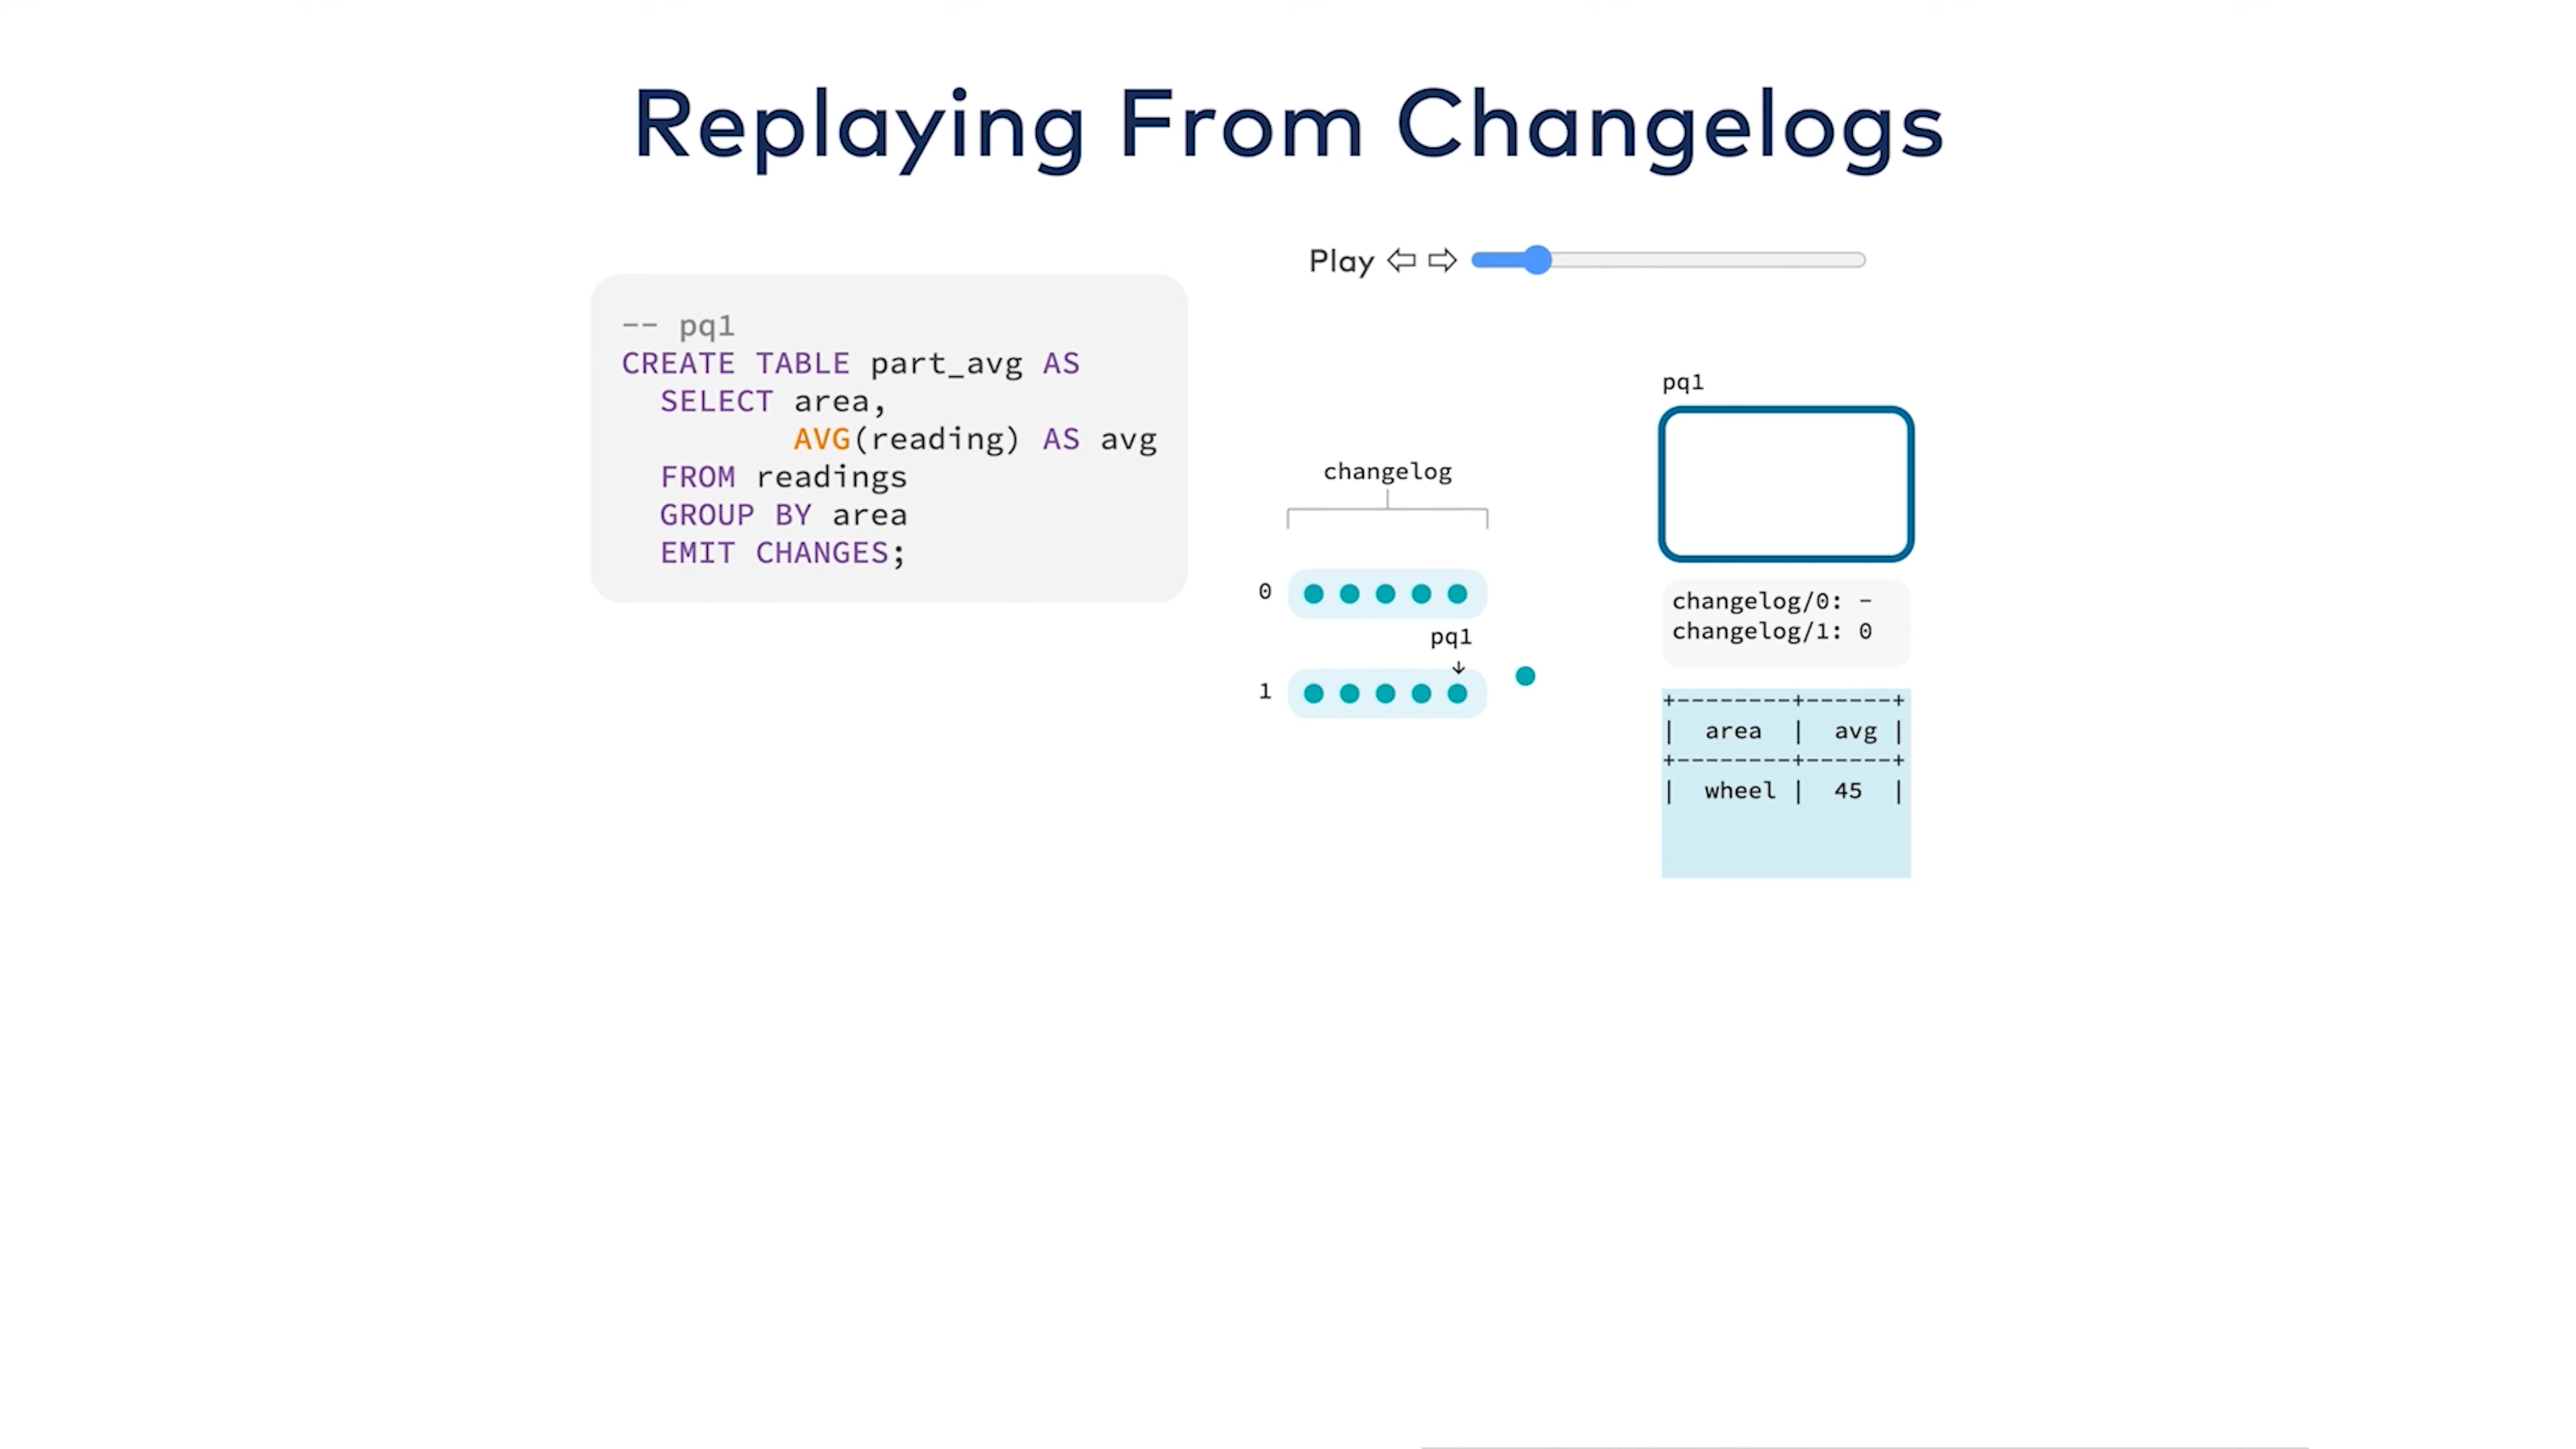 Replaying From Changelogs
Play ⇦ ⇨
-- pq1
CREATE TABLE part_avg AS
  SELECT area,
         AVG(reading) AS avg
  FROM readings
  GROUP BY area
  EMIT CHANGES;
changelog
0
pq1
↓
1
pq1
changelog/0: -
changelog/1: 0
+---------+------+
|  area   |  avg |
+---------+------+
|  wheel  |  45  |